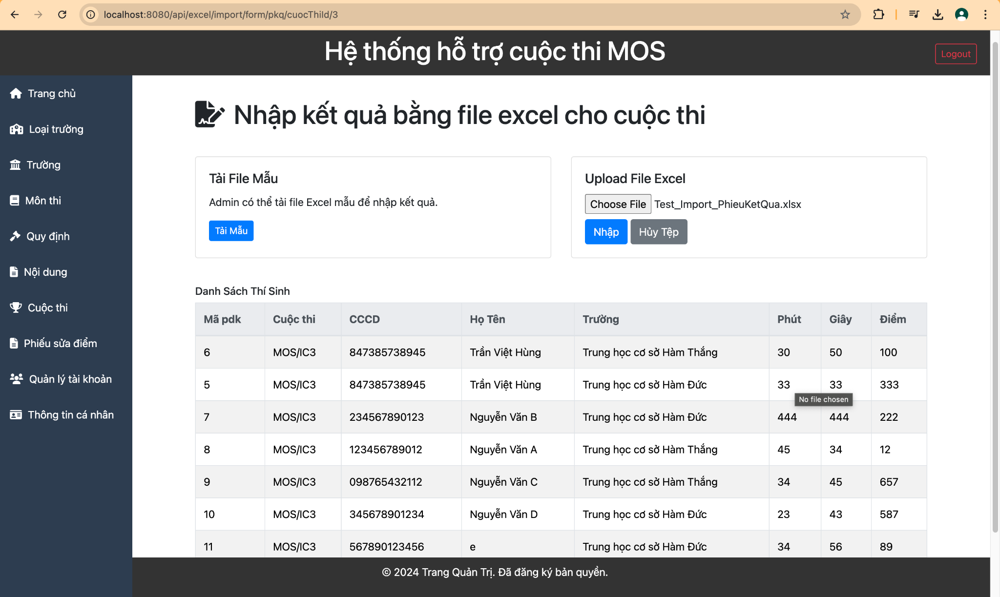 localhost:8080/api/excel/import/form/pkq/cuocThiId/3
Hệ thống hỗ trợ cuộc thi MOS
Logout
Trang chủ
Loại trường
Trường
Môn thi
Quy định
Nội dung
Cuộc thi
Phiếu sửa điểm
Quản lý tài khoản
Thông tin cá nhân
Nhập kết quả bằng file excel cho cuộc thi
Tải File Mẫu
Admin có thể tải file Excel mẫu để nhập kết quả.
Tải Mẫu
Upload File Excel
Choose File Test_Import_PhieuKetQua.xlsx
Nhập Hủy Tệp
Danh Sách Thí Sinh
Mã pdk Cuộc thi CCCD Họ Tên Trường Phút Giây Điểm
6 MOS/IC3 847385738945 Trần Việt Hùng Trung học cơ sở Hàm Thắng 30 50 100
5 MOS/IC3 847385738945 Trần Việt Hùng Trung học cơ sở Hàm Đức 33 33 333
No file chosen
7 MOS/IC3 234567890123 Nguyễn Văn B Trung học cơ sở Hàm Đức 444 444 222
8 MOS/IC3 123456789012 Nguyễn Văn A Trung học cơ sở Hàm Thắng 45 34 12
9 MOS/IC3 098765432112 Nguyễn Văn C Trung học cơ sở Hàm Thắng 34 45 657
10 MOS/IC3 345678901234 Nguyễn Văn D Trung học cơ sở Hàm Đức 23 43 587
11 MOS/IC3 567890123456 e Trung học cơ sở Hàm Đức 34 56 89
© 2024 Trang Quản Trị. Đã đăng ký bản quyền.